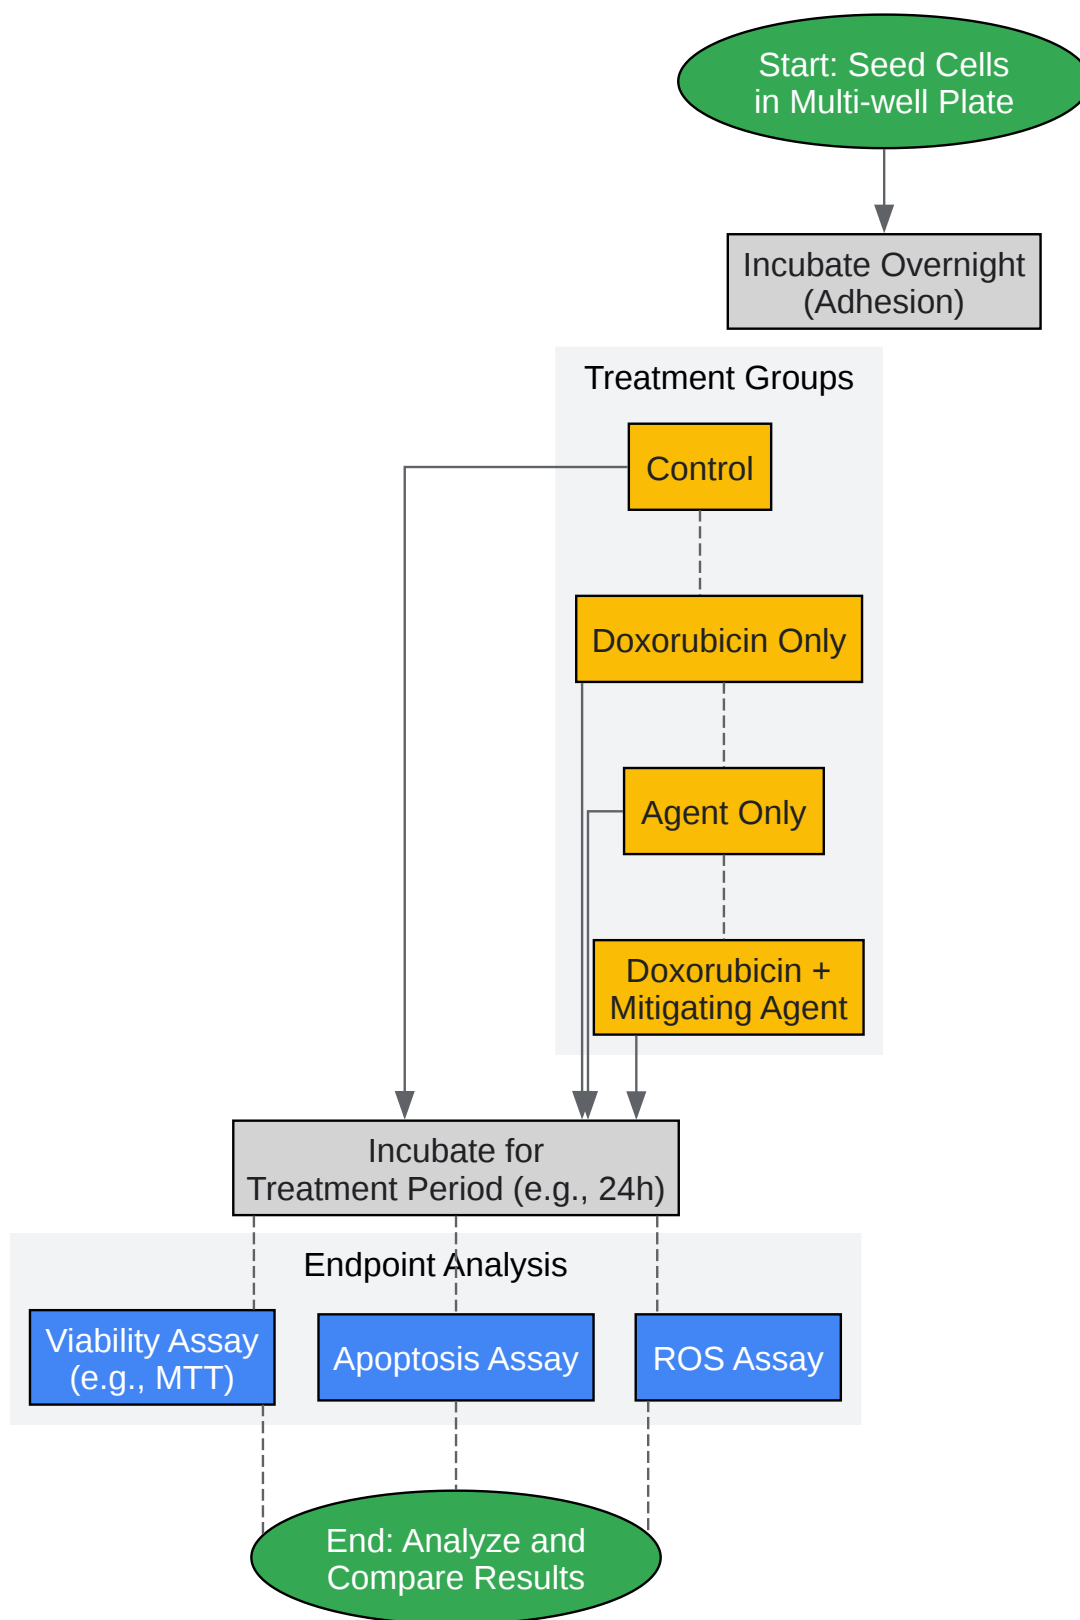 Start: Seed Cells
in Multi-well Plate
Incubate Overnight
(Adhesion)
Treatment Groups
Control
Doxorubicin Only
Agent Only
Doxorubicin +
Mitigating Agent
Incubate for
Treatment Period (e.g., 24h)
Endpoint Analysis
Viability Assay
(e.g., MTT)
Apoptosis Assay
ROS Assay
End: Analyze and
Compare Results